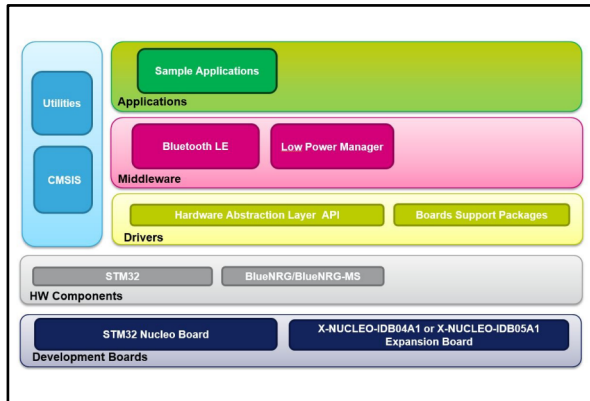 Utilities
CMSIS
Sample Applications
Applications
Bluetooth LE
Low Power Manager
Middleware
Hardware Abstraction Layer API
Boards Support Packages
Drivers
STM32
BlueNRG/BlueNRG-MS
HW Components
STM32 Nucleo Board
X-NUCLEO-IDB04A1 or X-NUCLEO-IDB05A1
Expansion Board
Development Boards